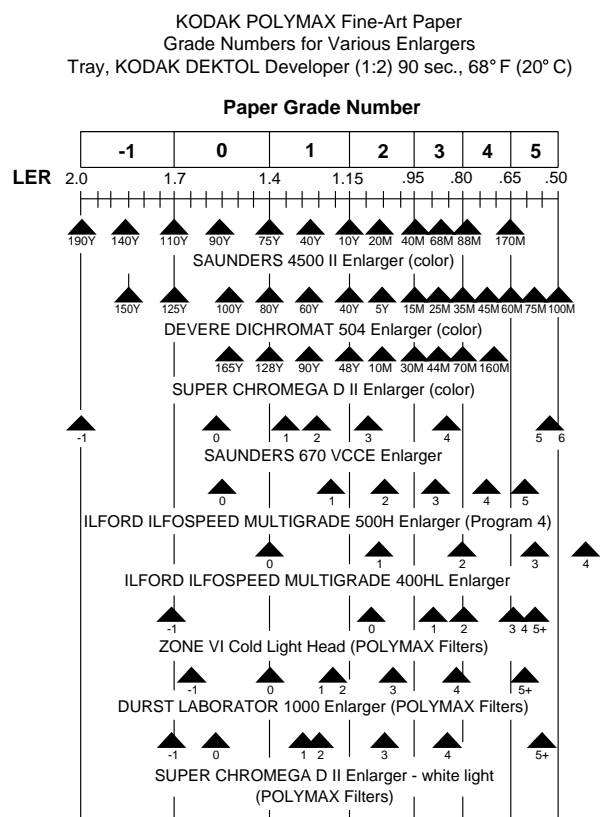 KODAK POLYMAX Fine-Art Paper
Grade Numbers for Various Enlargers
Tray, KODAK DEKTOL Developer (1:2) 90 sec., 68° F (20° C)
Paper Grade Number
-1 0 1 2 3 4 5
LER 2.0 1.7 1.4 1.15 .95 .80 .65 .50
190Y 140Y 110Y 90Y 75Y 40Y 10Y 20M 40M 68M 88M 170M
SAUNDERS 4500 II Enlarger (color)
150Y 125Y 100Y 80Y 60Y 40Y 5Y 15M 25M 35M 45M 60M 75M 100M
DEVERE DICHROMAT 504 Enlarger (color)
165Y 128Y 90Y 48Y 10M 30M 44M 70M 160M
SUPER CHROMEGA D II Enlarger (color)
-1 0 1 2 3 4 5 6
SAUNDERS 670 VCCE Enlarger
0 1 2 3 4 5
ILFORD ILFOSPEED MULTIGRADE 500H Enlarger (Program 4)
0 1 2 3 4
ILFORD ILFOSPEED MULTIGRADE 400HL Enlarger
-1 0 1 2 3 4 5+
ZONE VI Cold Light Head (POLYMAX Filters)
-1 0 1 2 3 4 5+
DURST LABORATOR 1000 Enlarger (POLYMAX Filters)
-1 0 1 2 3 4 5+
SUPER CHROMEGA D II Enlarger - white light
(POLYMAX Filters)